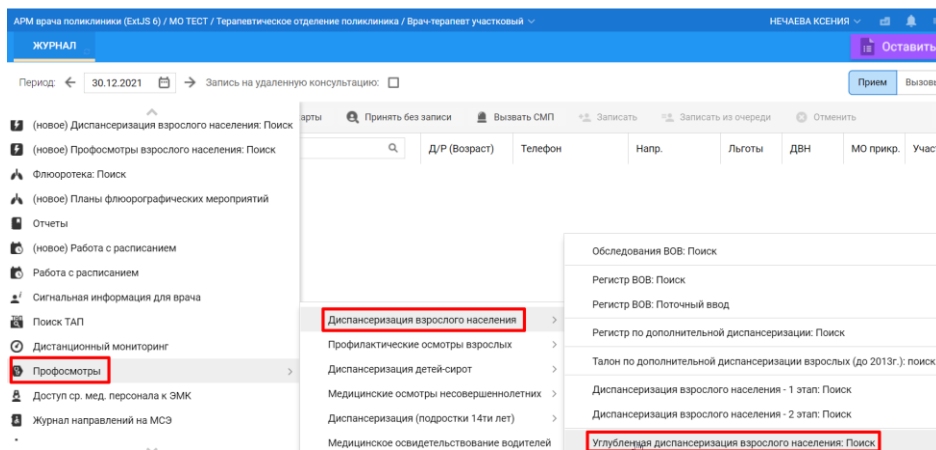 АРМ врача поликлиники (ExtJS 6) / МО ТЕСТ / Терапевтическое отделение поликлиника / Врач-терапевт участковый
НЕЧАЕВА КСЕНИЯ
ЖУРНАЛ
Оставить
Период:
30.12.2021
Запись на удаленную консультацию:
Прием
Вызовы
арты
Принять без записи
Вызвать СМП
Записать
Записать из очереди
Отменить
Д/Р (Возраст)
Телефон
Напр.
Льготы
ДВН
МО прикр.
Учас
(новое) Диспансеризация взрослого населения: Поиск
(новое) Профосмотры взрослого населения: Поиск
Флюоротека: Поиск
(новое) Планы флюорографических мероприятий
Отчеты
(новое) Работа с расписанием
Работа с расписанием
Сигнальная информация для врача
Поиск ТАП
Дистанционный мониторинг
Профосмотры
Доступ ср. мед. персонала к ЭМК
Журнал направлений на МСЭ
Диспансеризация взрослого населения
Профилактические осмотры взрослых
Диспансеризация детей-сирот
Медицинские осмотры несовершеннолетних
Диспансеризация (подростки 14ти лет)
Медицинское освидетельствование водителей
Обследования ВОВ: Поиск
Регистр ВОВ: Поиск
Регистр ВОВ: Поточный ввод
Регистр по дополнительной диспансеризации: Поиск
Талон по дополнительной диспансеризации взрослых (до 2013г.): поиск
Диспансеризация взрослого населения - 1 этап: Поиск
Диспансеризация взрослого населения - 2 этап: Поиск
Углубленная диспансеризация взрослого населения: Поиск